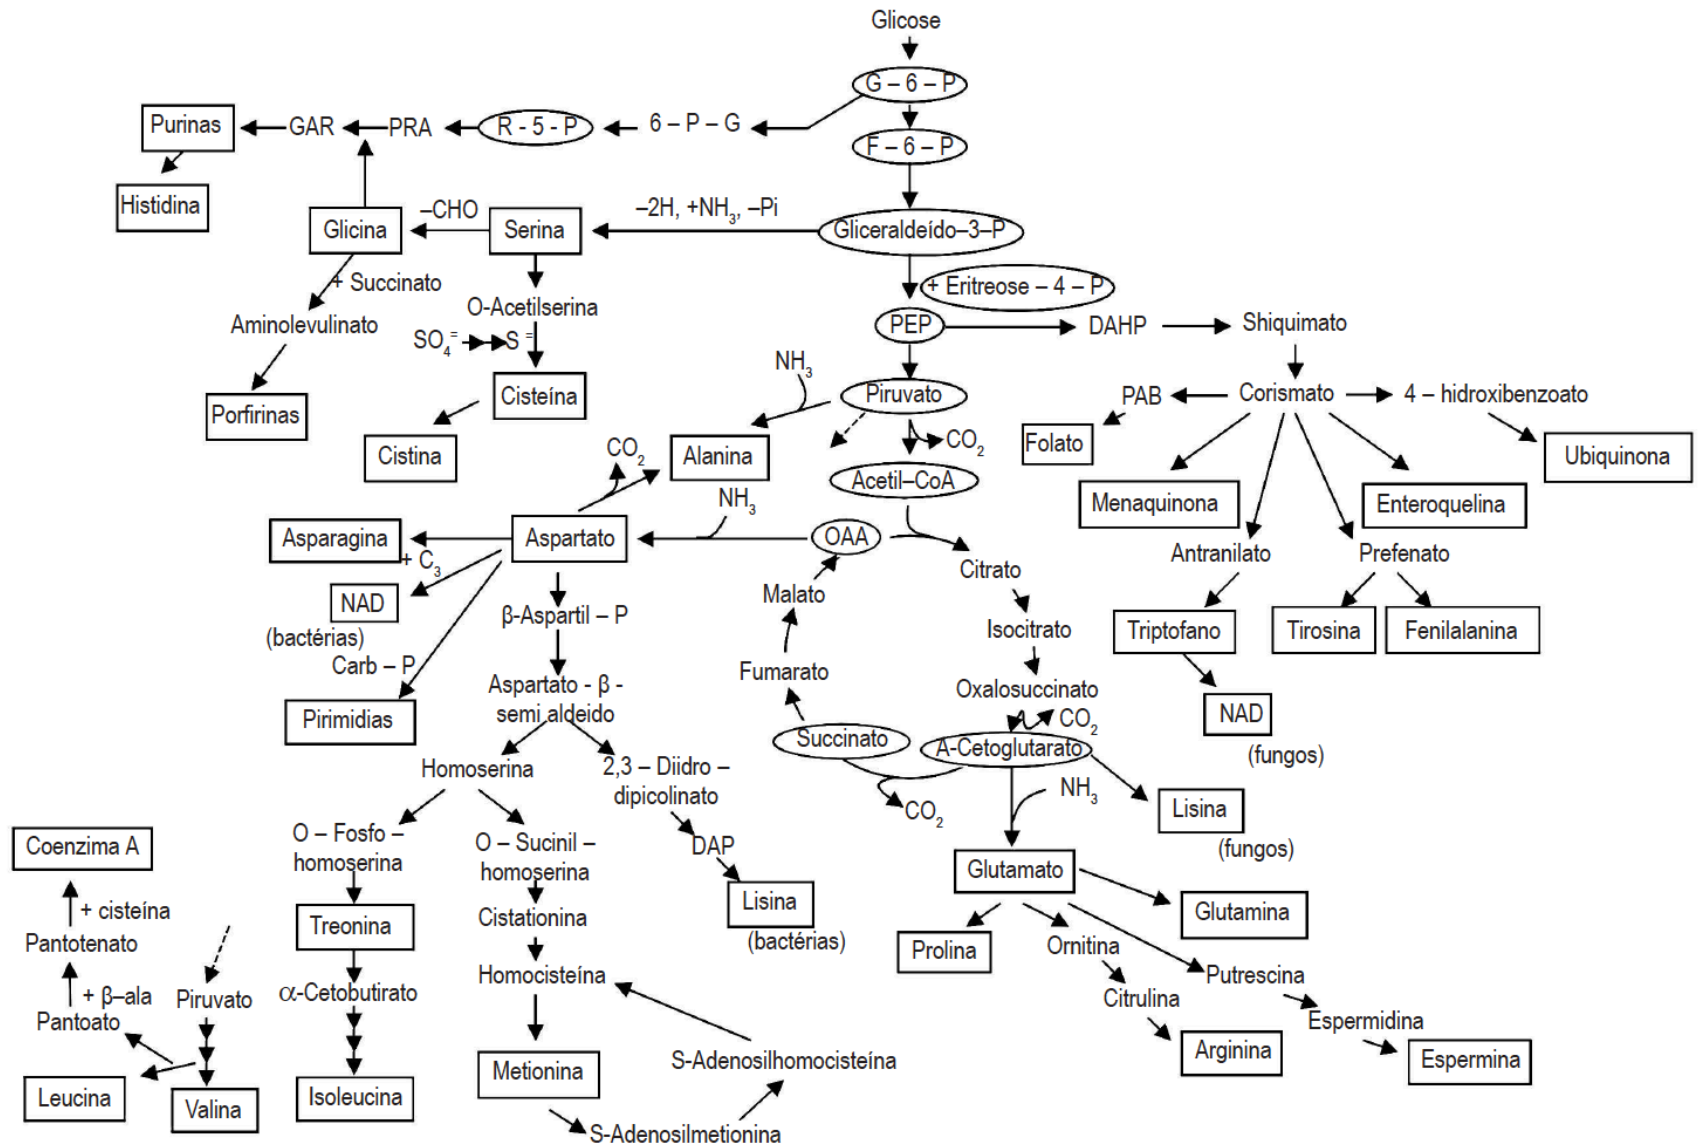 Glicose
G – 6 – P
Purinas
GAR
PRA
R - 5 - P
6 – P – G
F – 6 – P
Histidina
Glicina
–CHO
Serina
–2H, +NH3, –Pi
Gliceraldeído–3–P
+ Succinato
+ Eritreose – 4 – P
O-Acetilserina
Aminolevulinato
SO4= S=
PEP
DAHP
Shiquimato
NH3
Porfirinas
Cisteína
Piruvato
PAB
Corismato
4 – hidroxibenzoato
Cistina
CO2
Alanina
CO2
Folato
Ubiquinona
Acetil–CoA
NH3
Menaquinona
Enteroquelina
Asparagina
Aspartato
OAA
+ C3
Citrato
Antranilato
Prefenato
NAD
(bactérias)
β-Aspartil – P
Malato
Isocitrato
Triptofano
Tirosina
Fenilalanina
Carb – P
Fumarato
Aspartato - β -
semi aldeido
Oxalosuccinato
Pirimidias
CO2
NAD
(fungos)
Succinato
A-Cetoglutarato
Homoserina
2,3 – Diidro –
dipicolinato
NH3
CO2
Lisina
(fungos)
Coenzima A
O – Fosfo –
homoserina
O – Sucinil –
homoserina
DAP
Glutamato
+ cisteína
Treonina
Cistationina
Lisina
(bactérias)
Glutamina
Pantotenato
Prolina
Ornitina
Homocisteína
Putrescina
+ β–ala
Piruvato
α-Cetobutirato
Citrulina
Pantoato
Espermidina
Arginina
Espermina
Metionina
S-Adenosilhomocisteína
Leucina
Valina
Isoleucina
S-Adenosilmetionina